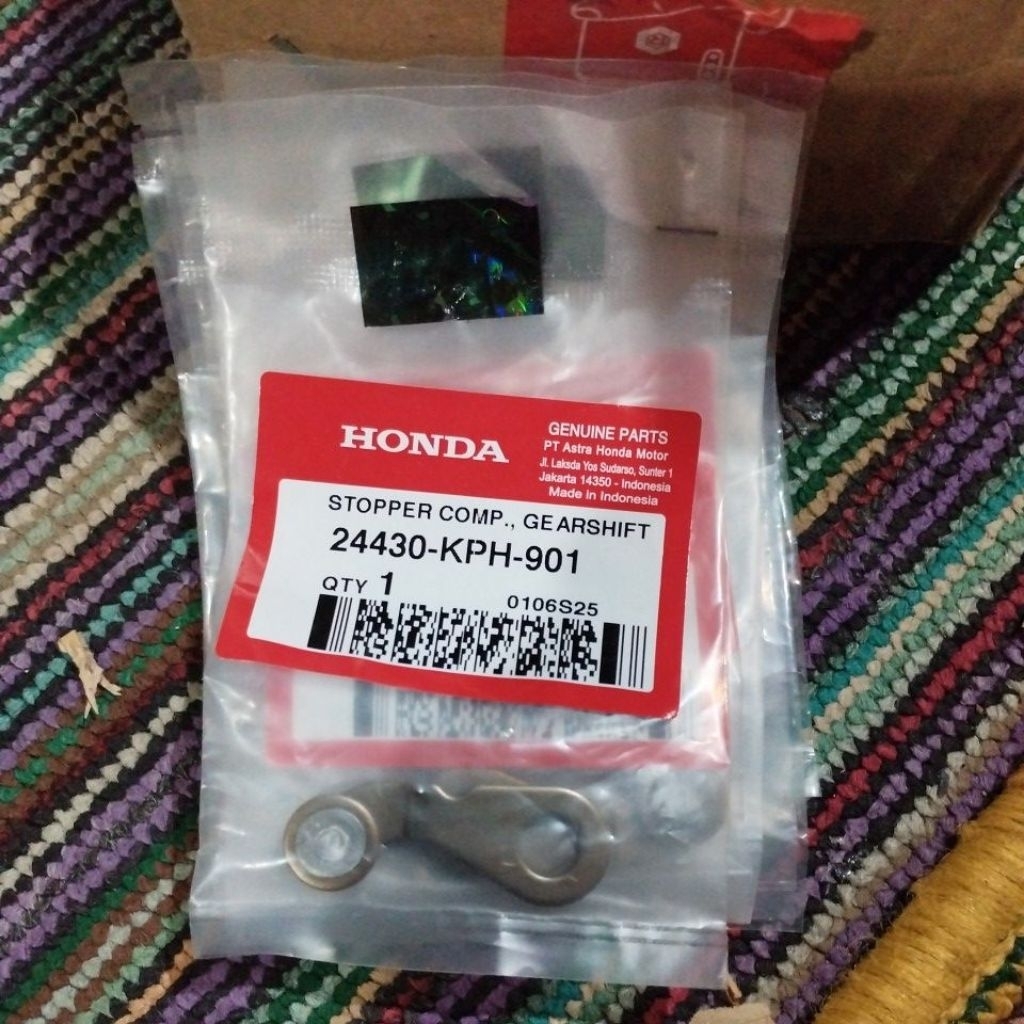 HONDA
GENUINE PARTS
PT Astra Honda Motor
Jl. Laksda Yos Sudarso, Sunter 1
Jakarta 14350 - Indonesia
Made in Indonesia
STOPPER COMP., GEARSHIFT
24430-KPH-901
QTY 1
0106S25